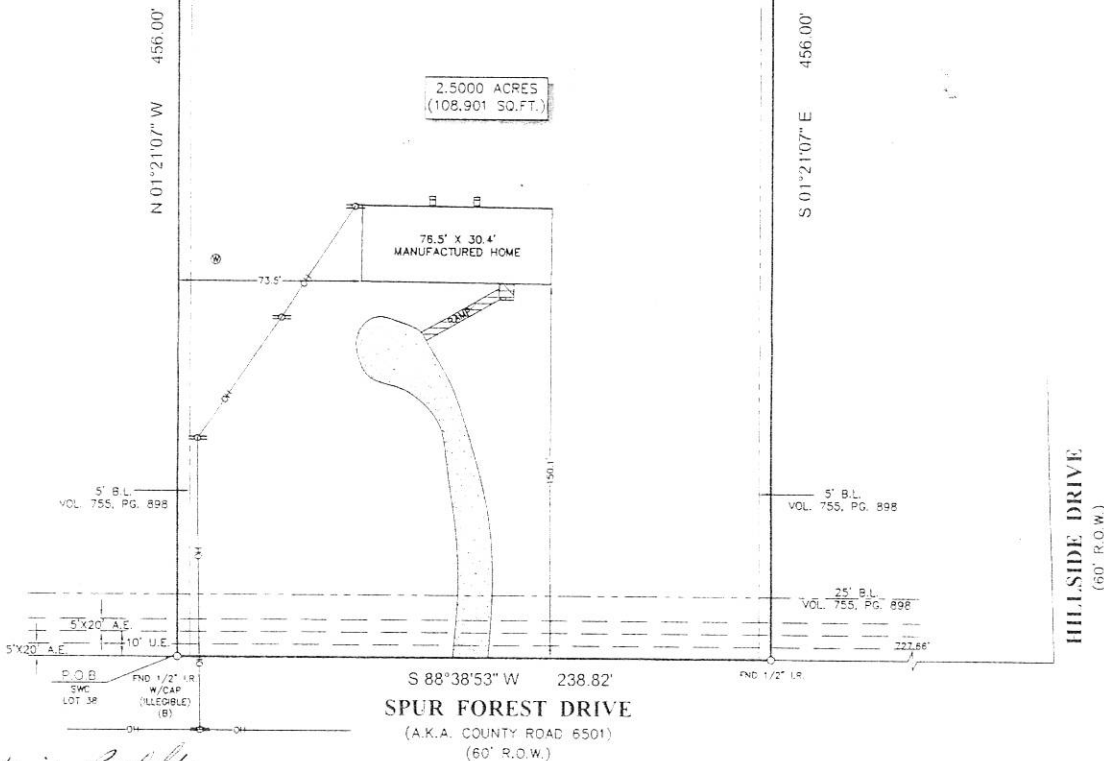 N 01°21'07" W 456.00'
2.5000 ACRES
(108,901 SQ.FT.)
S 01°21'07" E 456.00'
76.5' X 30.4'
MANUFACTURED HOME
W
73.5'
RAMP
150.1'
5' B.L.
VOL. 755, PG. 898
5' B.L.
VOL. 755, PG. 898
25' B.L.
VOL. 755, PG. 898
HILLSIDE DRIVE
(60' R.O.W.)
5'X20' A.E.
10' U.E.
5'X20' A.E.
227.66'
P.O.B.
SWC
LOT 38
FND 1/2" I.R.
W/CAP
(ILLEGIBLE)
(B)
S 88°38'53" W 238.82'
FND 1/2" I.R.
SPUR FOREST DRIVE
(A.K.A. COUNTY ROAD 6501)
(60' R.O.W.)